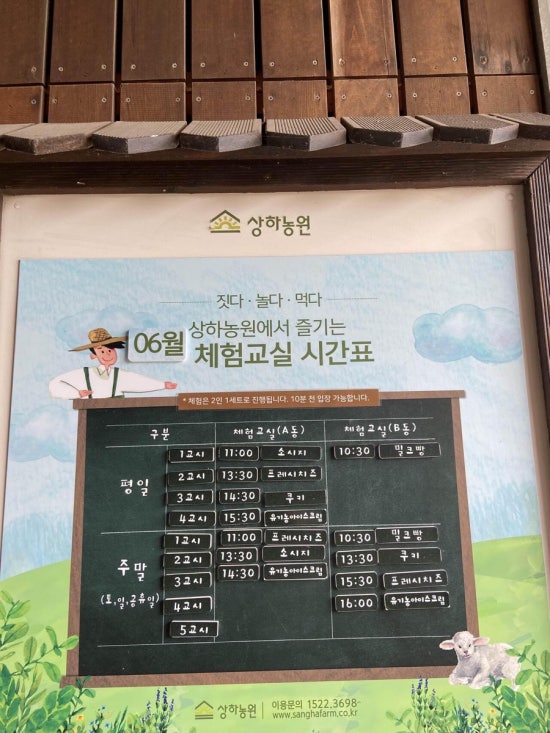 상하농원
짓다 · 놀다 · 먹다
06월 상하농원에서 즐기는
체험교실 시간표
* 체험은 2인 1세트로 진행됩니다. 10분 전 입장 가능합니다.
구분 체험교실(A동) 체험교실(B동)
평일 1교시 11:00 소시지 10:30 밀크빵
2교시 13:30 프레시치즈
3교시 14:30 쿠키
4교시 15:30 유기농아이스크림
주말 (토,일,공휴일) 1교시 11:00 프레시치즈 10:30 밀크빵
2교시 13:30 소시지 13:30 쿠키
3교시 14:30 유기농아이스크림 15:30 프레시치즈
4교시 16:00 유기농아이스크림
5교시
상하농원 이용문의 1522.3698
www.sanghafarm.co.kr